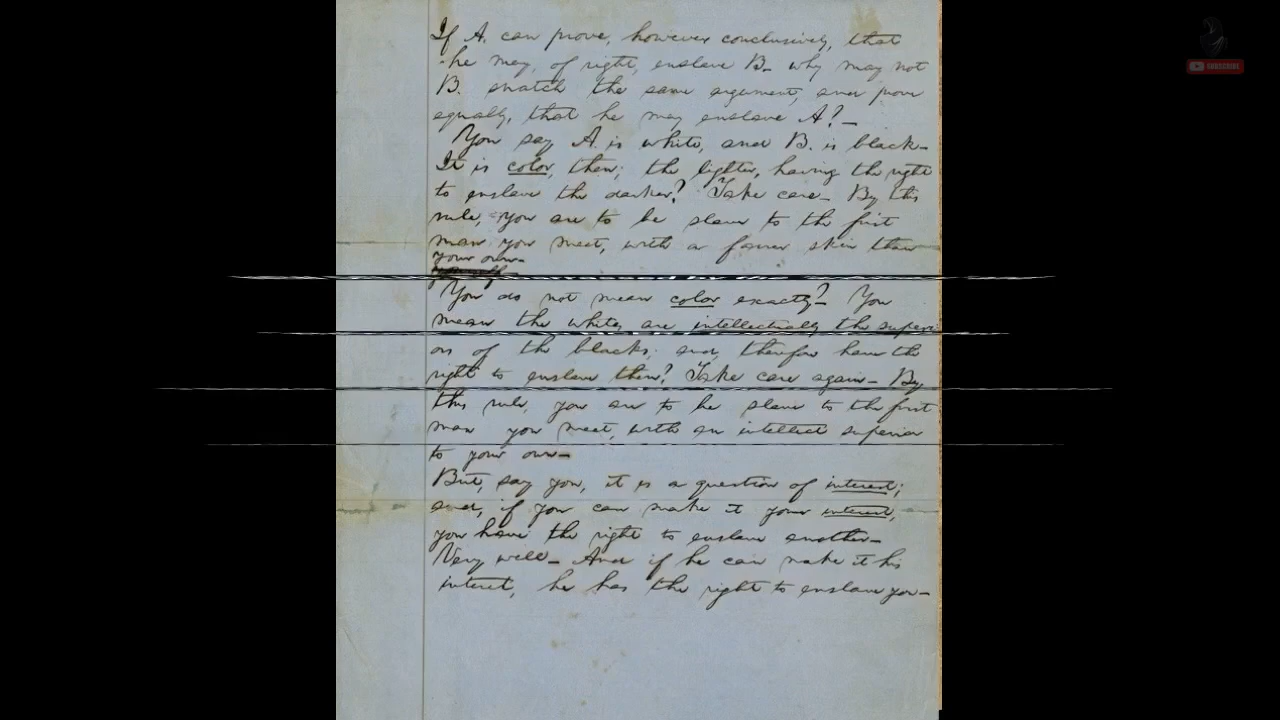 If A. can prove, however conclusively, that
he may, of right, enslave B. why may not
B. snatch the same argument, and prove
equally, that he may enslave A?—
You say A. is white, and B. is black—
It is color, then; the lighter, having the right
to enslave the darker? Take care— By this
rule, you are to be slave to the first
man you meet, with a fairer skin than
your own—
You do not mean color exactly?— You
mean the whites are intellectually the superi-
ors of the blacks; and, therefore have the
right to enslave them? Take care again— By
this rule, you are to be slave to the first
man you meet, with an intellect superior
to your own—
But, say you, it is a question of interest;
and, if you can make it your interest,
you have the right to enslave another—
Very well— And if he can make it his
interest, he has the right to enslave you—
SUBSCRIBE